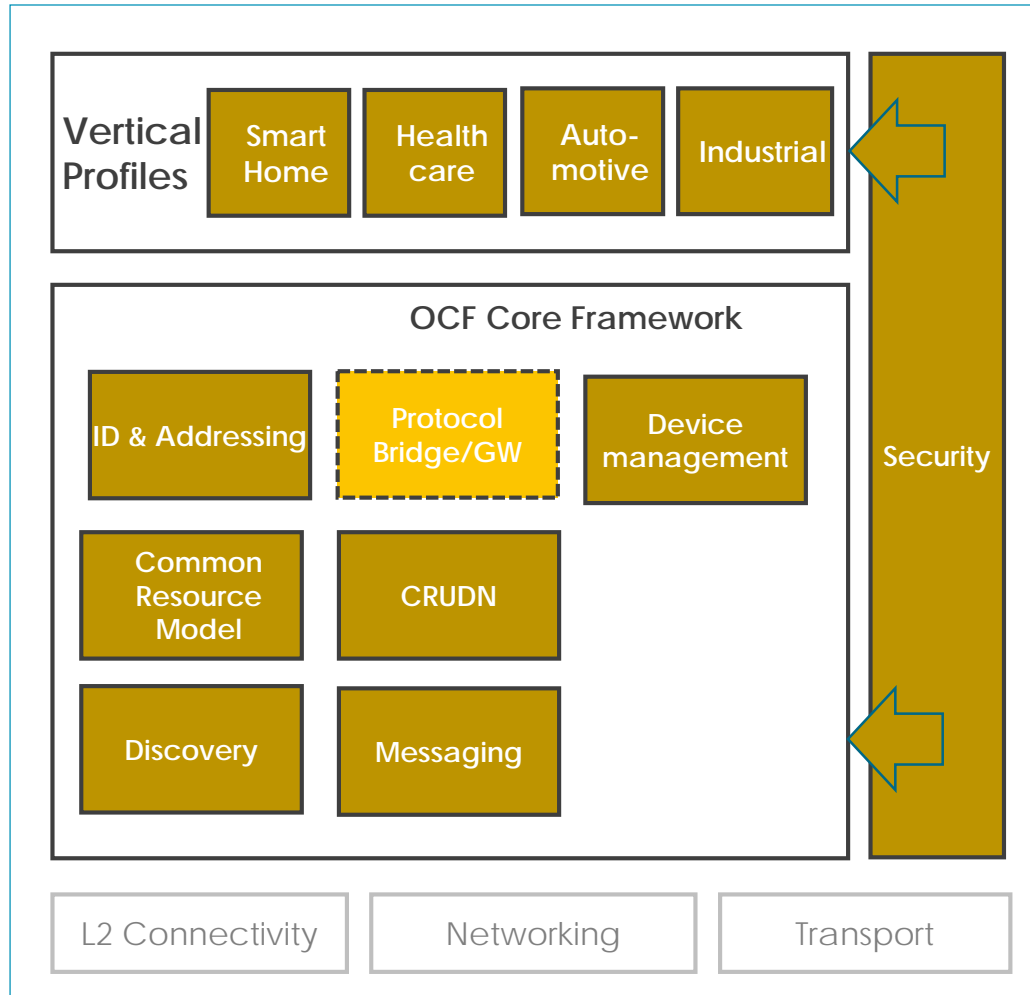 Vertical
Profiles
Smart
Home
Health
care
Auto-
motive
Industrial
OCF Core Framework
ID & Addressing
Protocol
Bridge/GW
Device
management
Security
Common
Resource
Model
CRUDN
Discovery
Messaging
L2 Connectivity
Networking
Transport